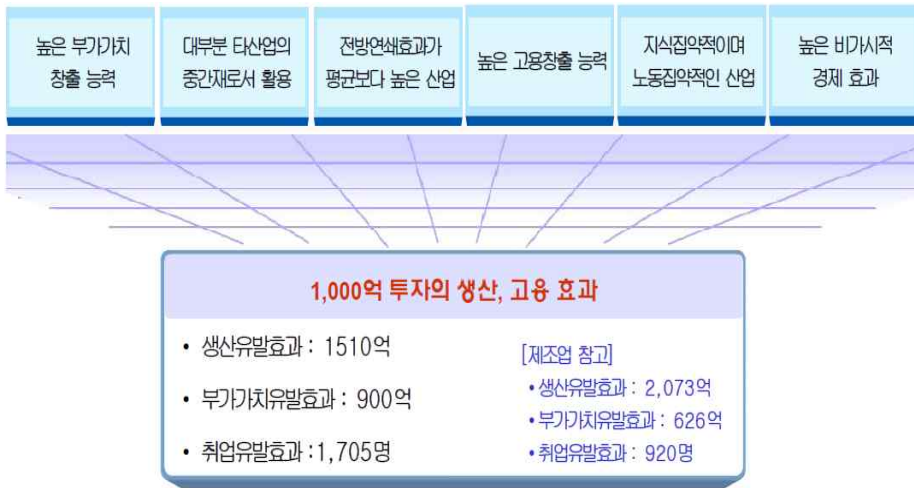 높은 부가가치
창출 능력
대부분 타산업의
중간재로서 활용
전방연쇄효과가
평균보다 높은 산업
높은 고용창출 능력
지식집약적이며
노동집약적인 산업
높은 비가시적
경제 효과
1,000억 투자의 생산, 고용 효과
• 생산유발효과 : 1510억
• 부가가치유발효과 : 900억
• 취업유발효과 :1,705명
[제조업 참고]
•생산유발효과 : 2,073억
•부가가치유발효과 : 626억
•취업유발효과 : 920명